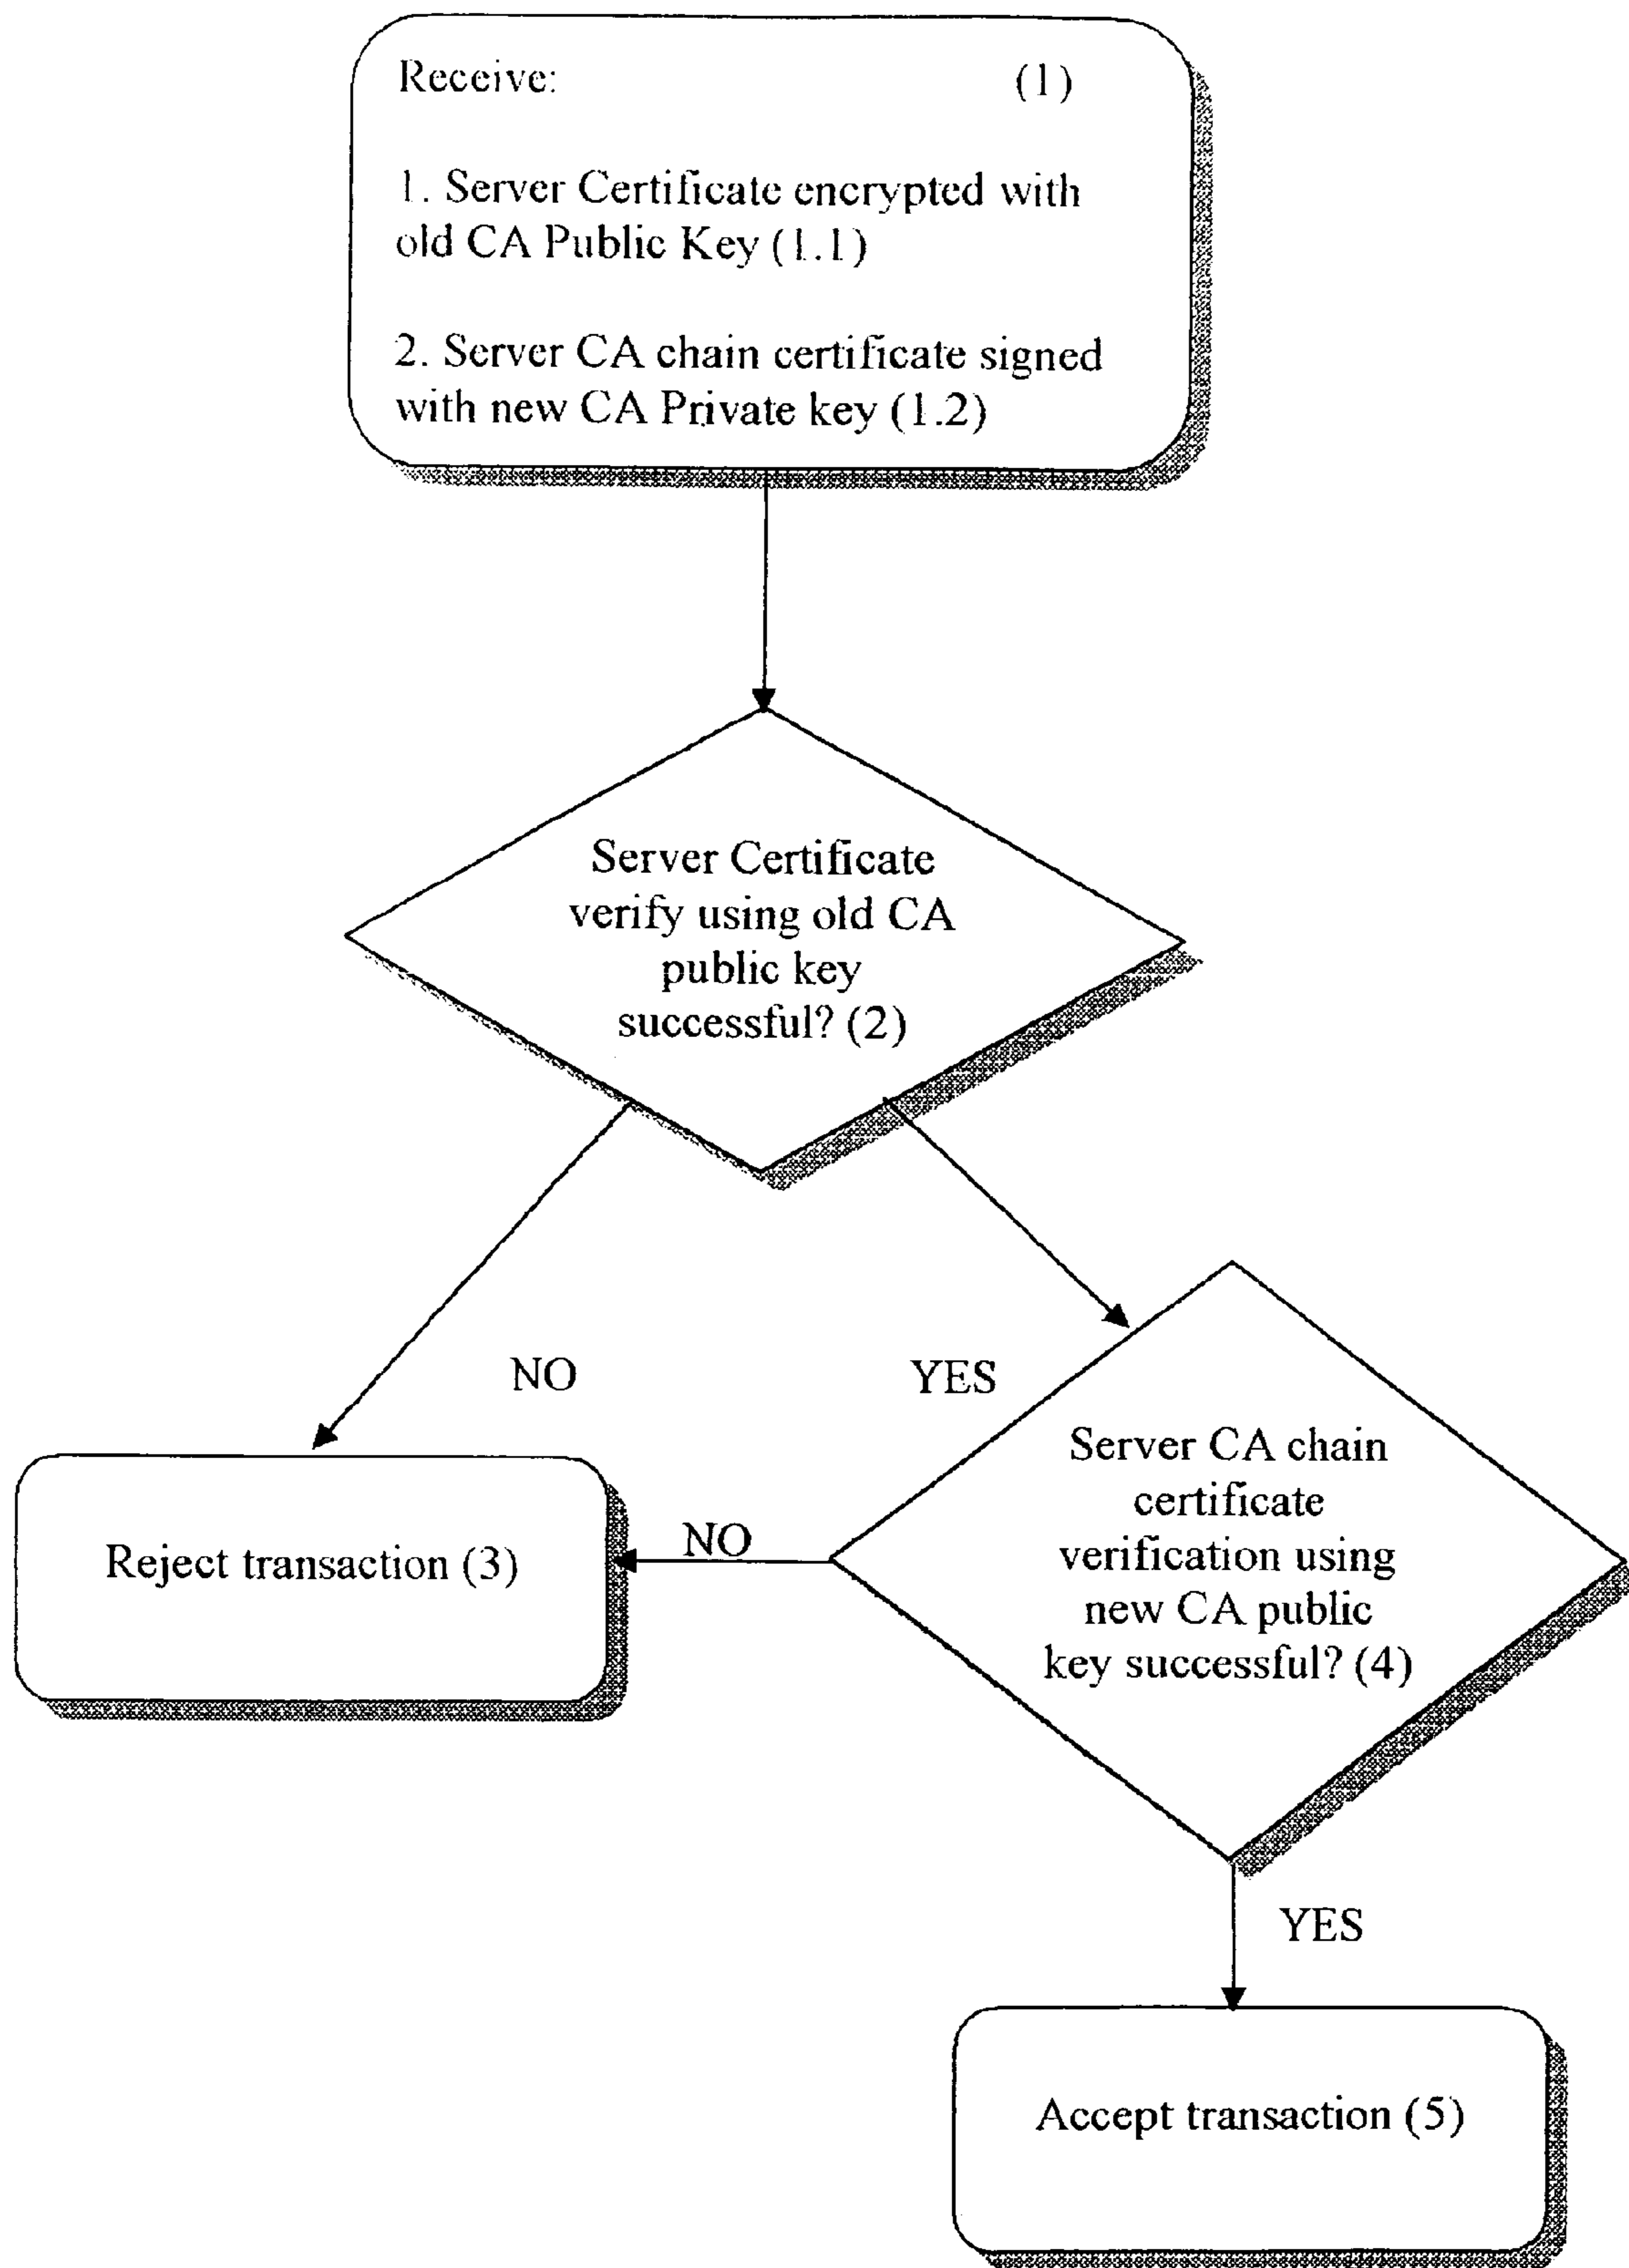 Receive: (1)
1. Server Certificate encrypted with
old CA Public Key (1.1)
2. Server CA chain certificate signed
with new CA Private key (1.2)
Server Certificate
verify using old CA
public key
successful? (2)
NO
YES
Server CA chain
certificate
verification using
new CA public
key successful? (4)
NO
Reject transaction (3)
YES
Accept transaction (5)